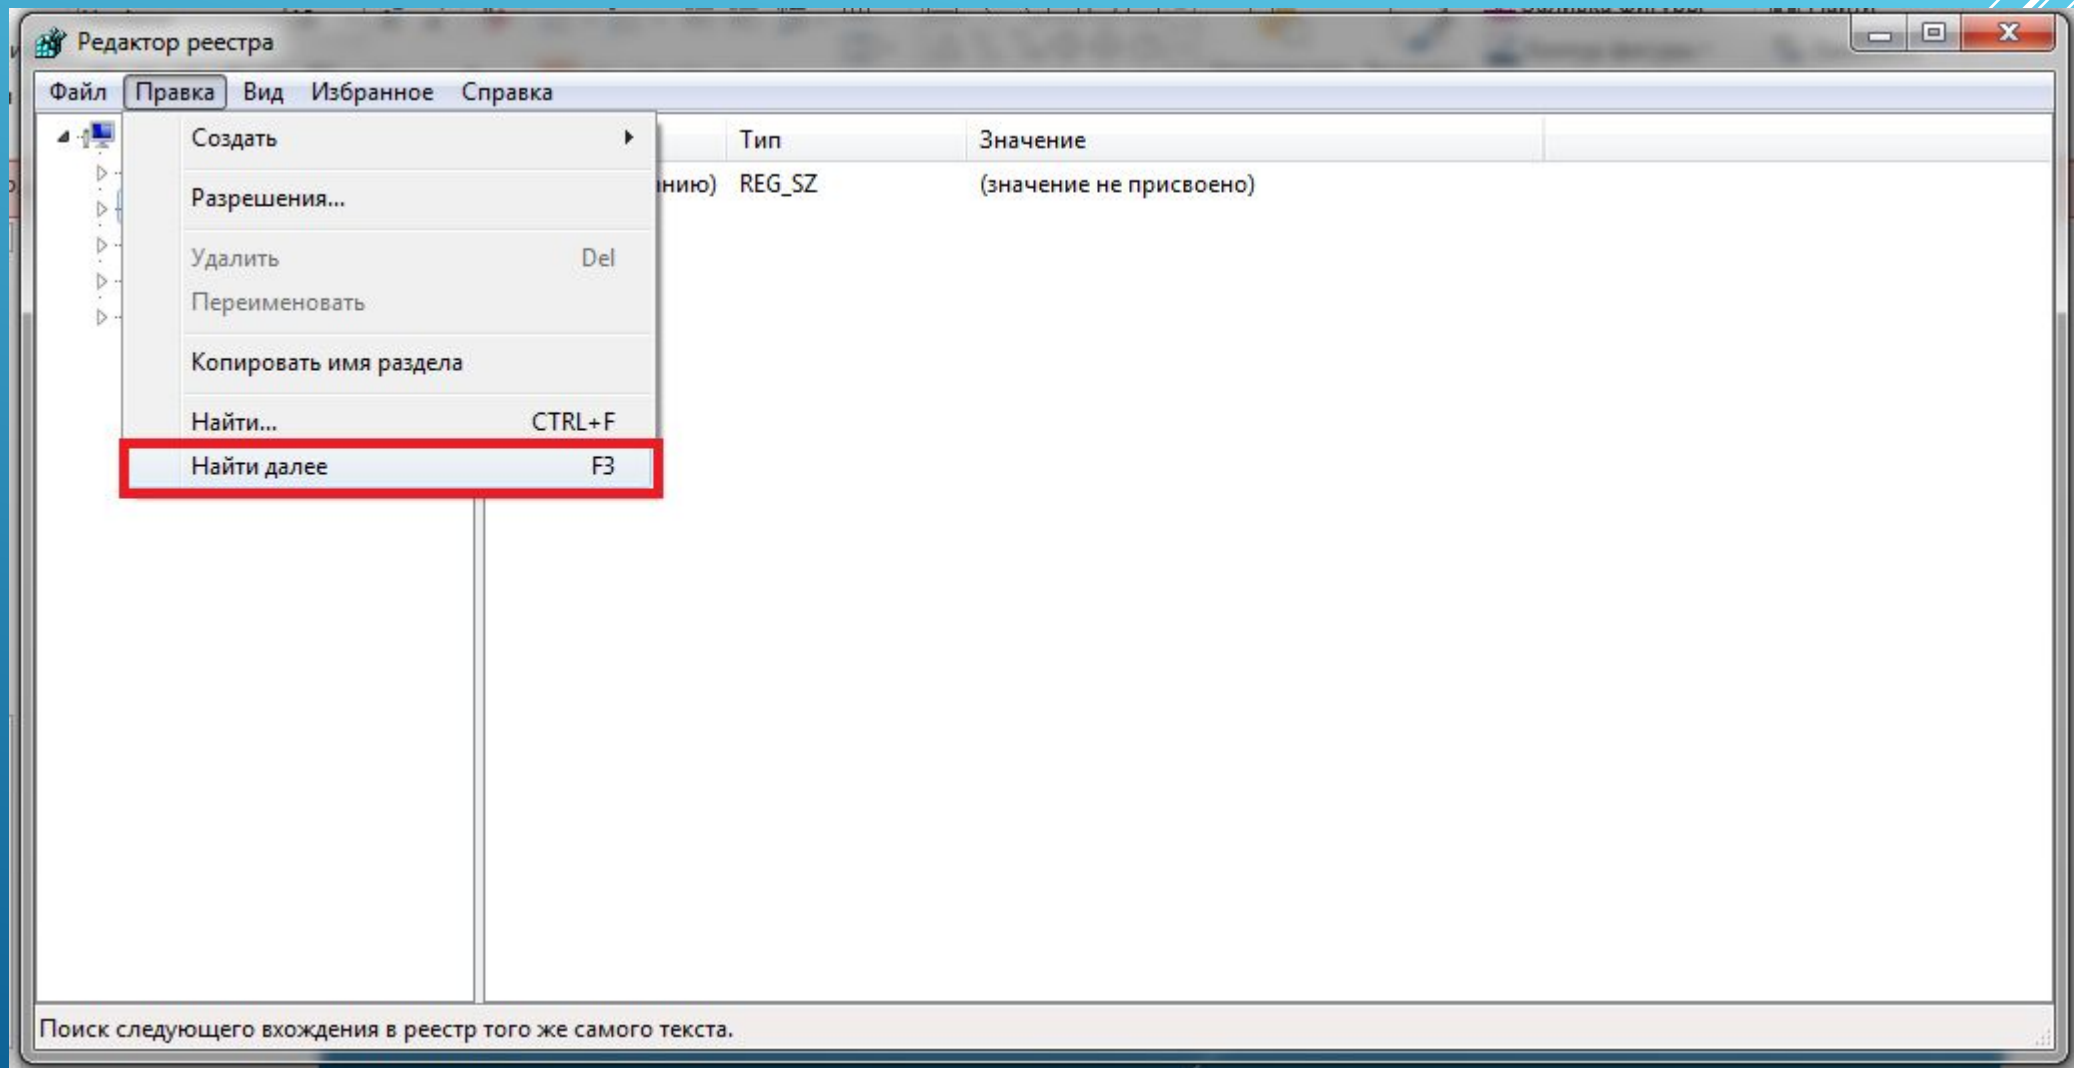 Редактор реестра
Файл Правка Вид Избранное Справка
Создать
Тип Значение
Разрешения...
нию) REG_SZ (значение не присвоено)
Удалить Del
Переименовать
Копировать имя раздела
Найти... CTRL+F
Найти далее F3
Поиск следующего вхождения в реестр того же самого текста.